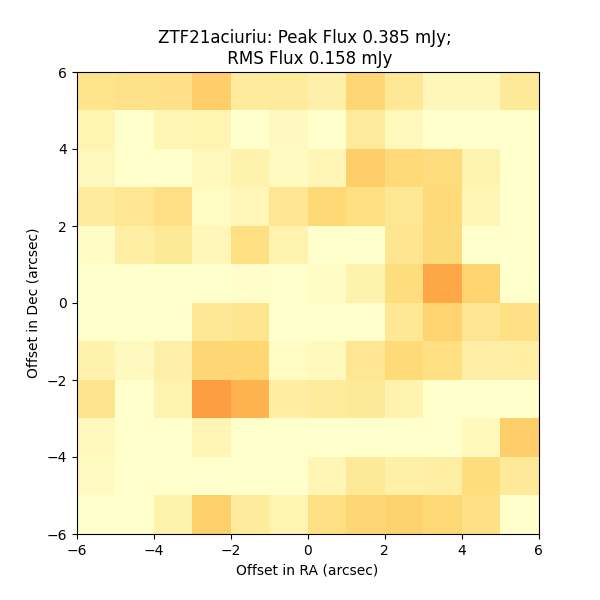 ZTF21aciuriu: Peak Flux 0.385 mJy;
RMS Flux 0.158 mJy
6
4
2
0
−2
−4
−6
Offset in Dec (arcsec)
−6 −4 −2 0 2 4 6
Offset in RA (arcsec)